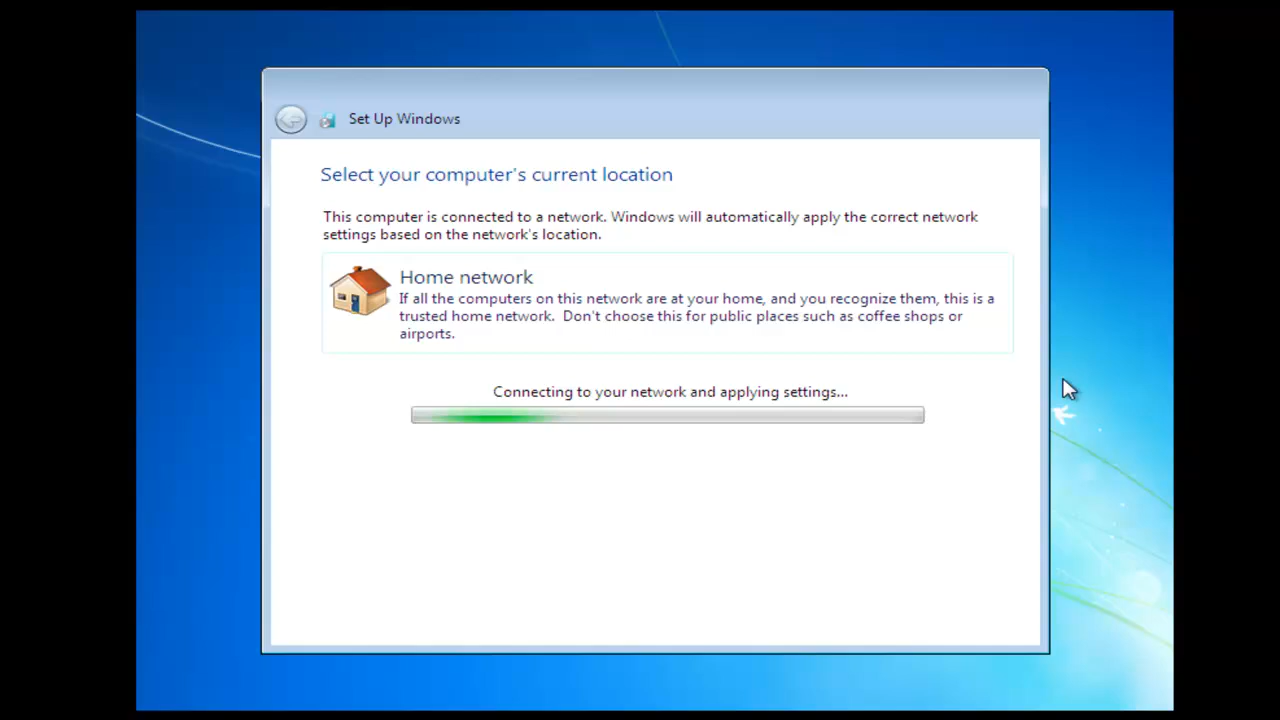 Set Up Windows
Select your computer's current location
This computer is connected to a network. Windows will automatically apply the correct network
settings based on the network's location.
Home network
If all the computers on this network are at your home, and you recognize them, this is a
trusted home network.  Don't choose this for public places such as coffee shops or
airports.
Connecting to your network and applying settings...